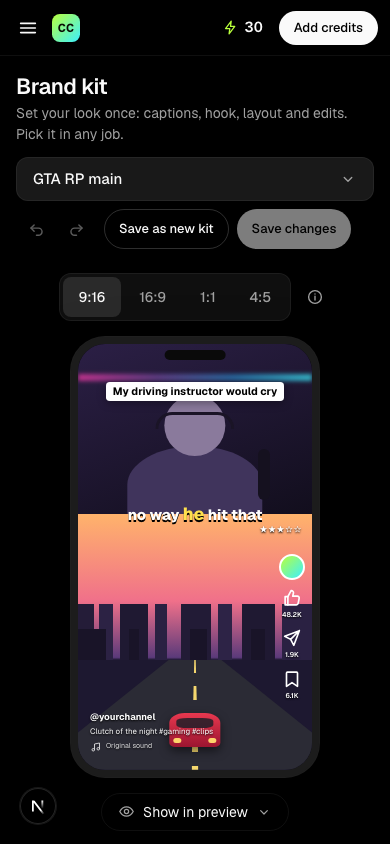 CC
30
Add credits
Brand kit
Set your look once: captions, hook, layout and edits.
Pick it in any job.
GTA RP main
Save as new kit
Save changes
9:16
16:9
1:1
4:5
My driving instructor would cry
no way he hit that
★★★☆☆
48.2K
1.9K
6.1K
@yourchannel
Clutch of the night #gaming #clips
Original sound
N
Show in preview